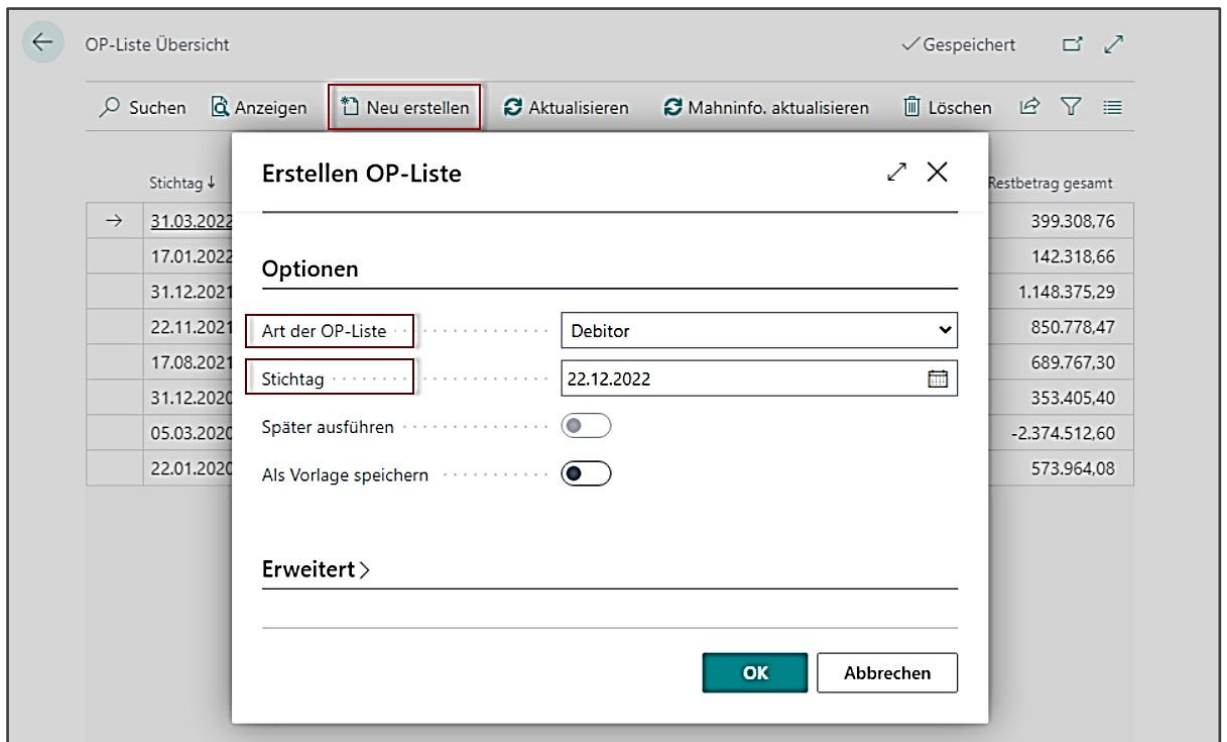 OP-Liste Übersicht
Gespeichert
Suchen Anzeigen Neu erstellen Aktualisieren Mahninfo. aktualisieren Löschen
Erstellen OP-Liste
Stichtag ↓ Restbetrag gesamt
31.03.2022 399.308,76
17.01.2022 142.318,66
31.12.2021 1.148.375,29
22.11.2021 850.778,47
17.08.2021 689.767,30
31.12.2020 353.405,40
05.03.2020 -2.374.512,60
22.01.2020 573.964,08
Optionen
Art der OP-Liste Debitor
Stichtag 22.12.2022
Später ausführen
Als Vorlage speichern
Erweitert >
OK Abbrechen